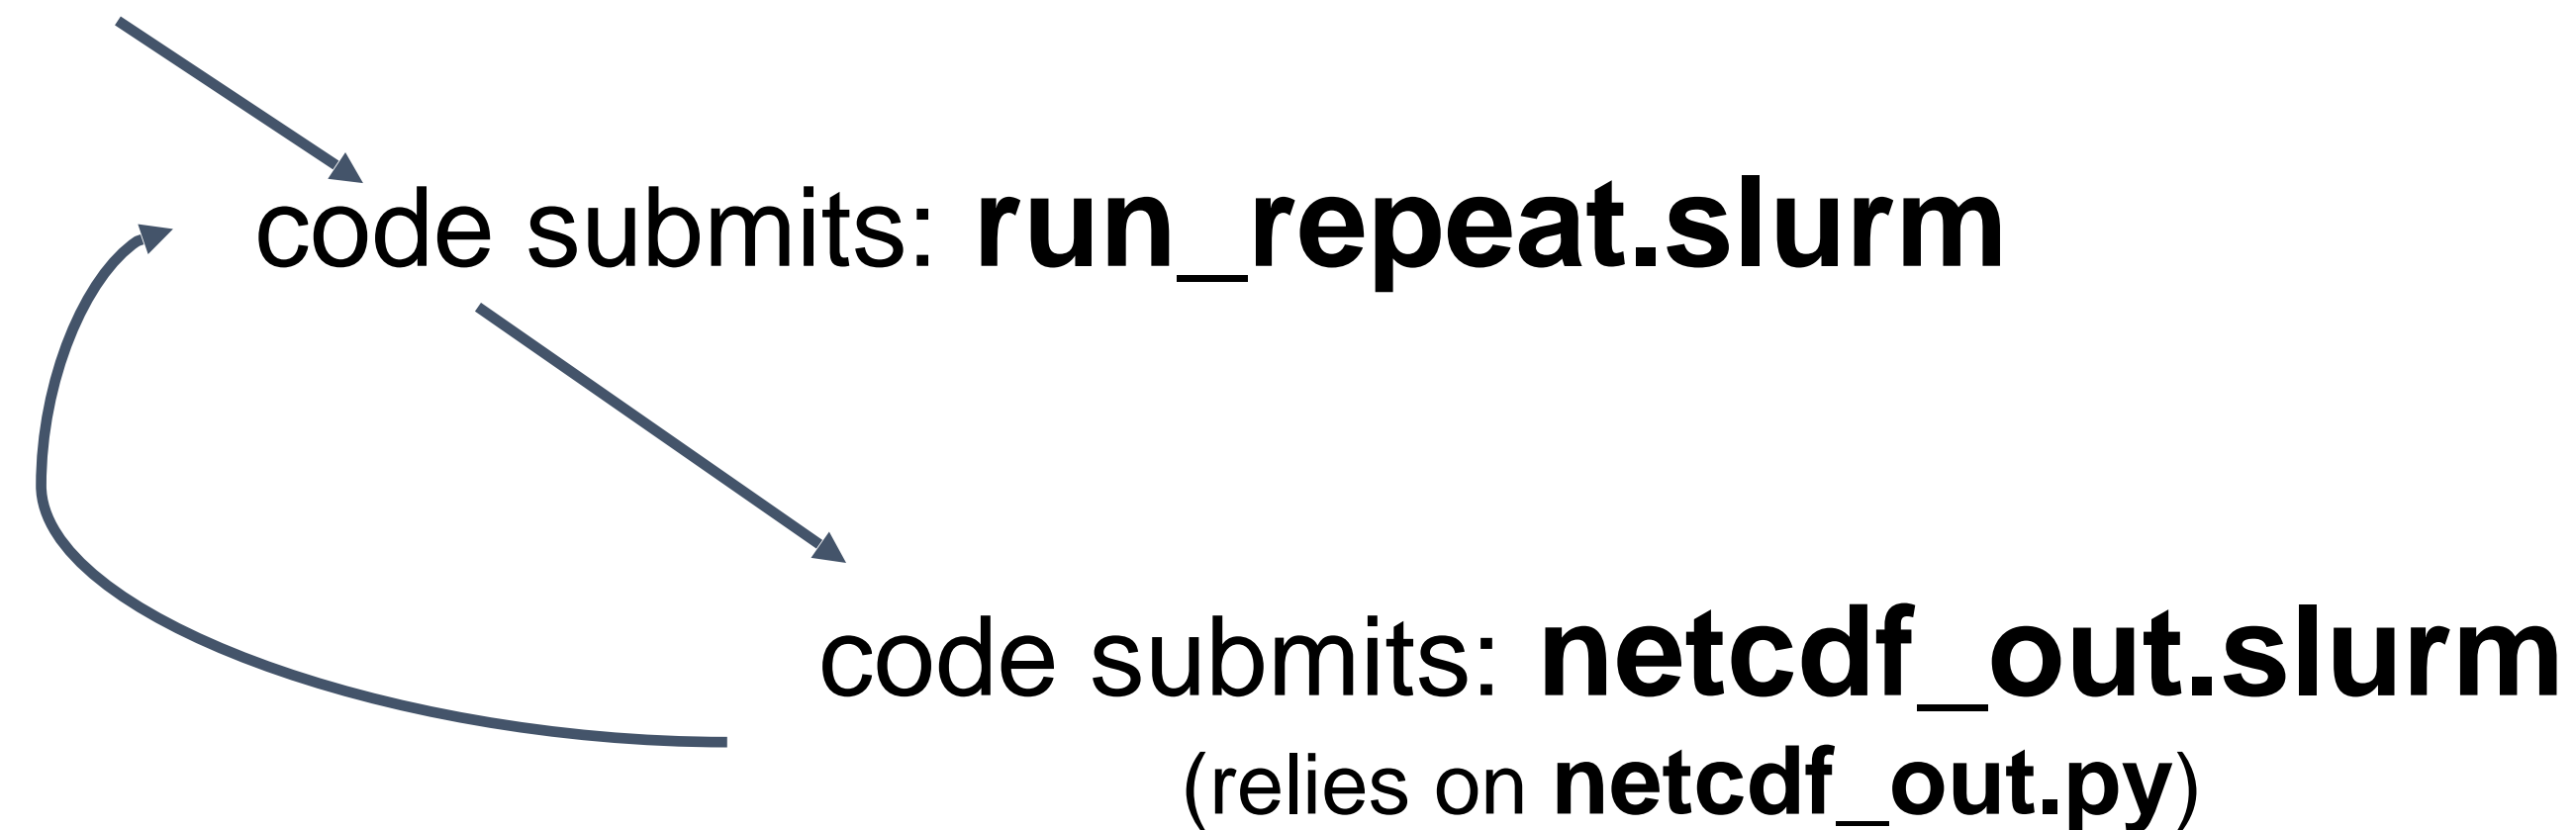 code submits: run_repeat.slurm
code submits: netcdf_out.slurm
(relies on netcdf_out.py)